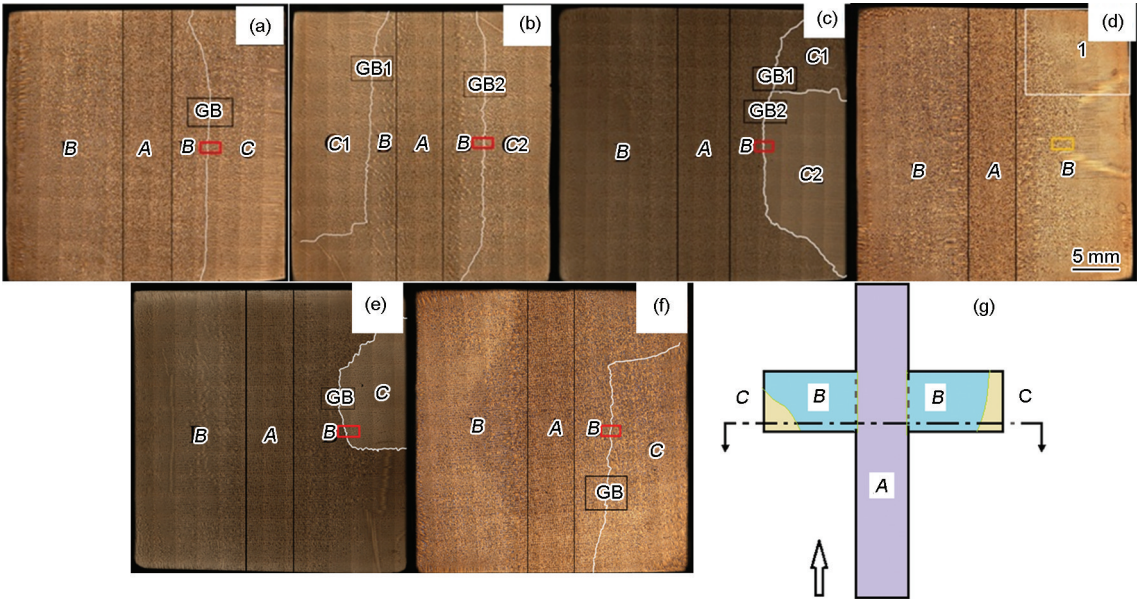 (a)
GB
B A B C
(b)
GB1 GB2
C1 B A B C2
(c)
C1
GB1
GB2
B A B
C2
(d)
1
B A B
5 mm
(e)
GB
C
B A B
(f)
B A B
C
GB
(g)
C B B C
A